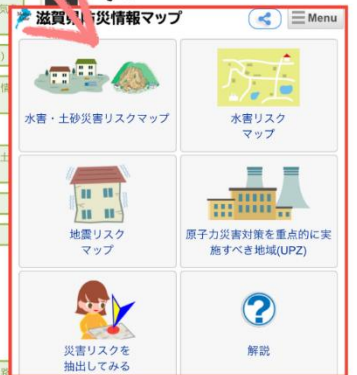 滋賀県防災情報マップ
Menu
水害・土砂災害リスクマップ
水害リスク
マップ
地震リスク
マップ
原子力災害対策を重点的に実
施すべき地域(UPZ)
災害リスクを
抽出してみる
解説